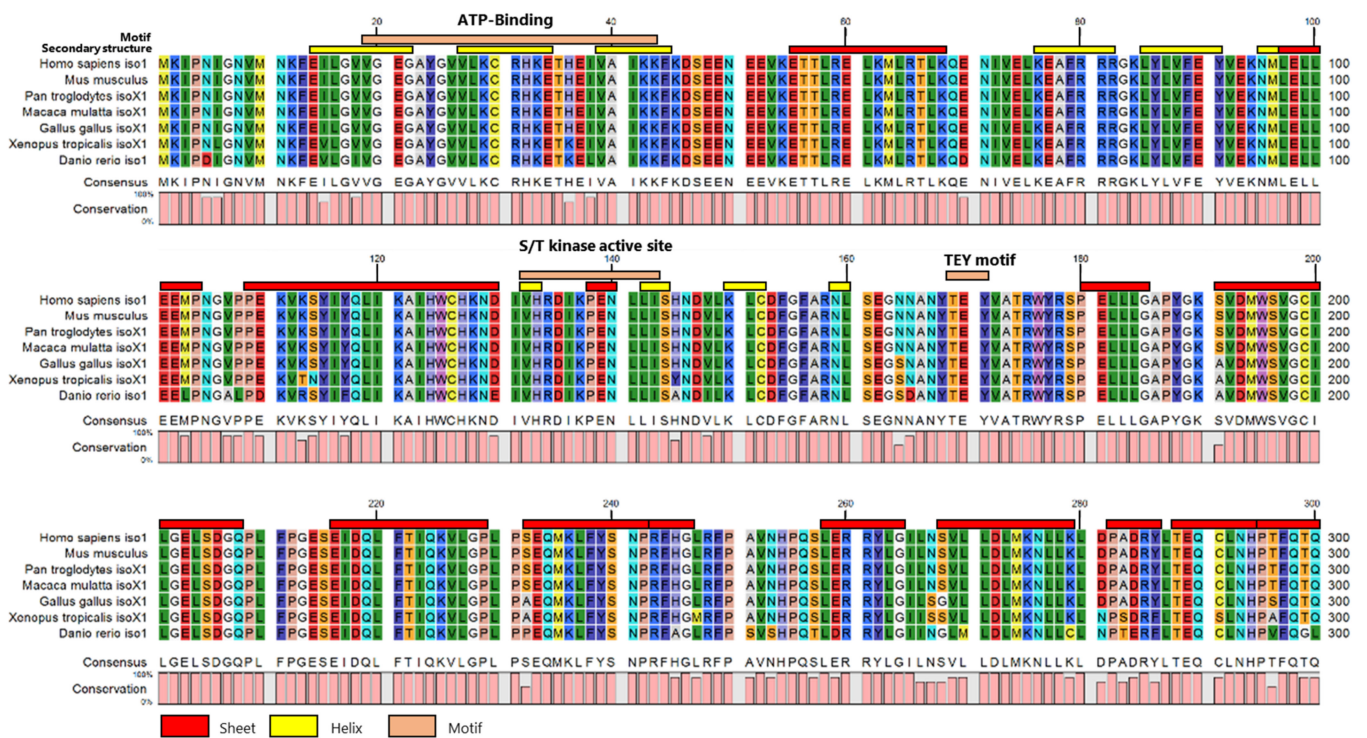 Motif
Secondary structure
ATP-Binding
20 40 60 80 100
Homo sapiens iso1 MKIPNIGNVM NKFEILGVVG EGAYGVVLKC RHKETHEIVA IKKFKDSEEN EEVKETTLRE LKMLRTLKQE NIVELKEAFR RRGKLYLVFE YVEKNMLELL 100
Mus musculus MKIPNIGNVM NKFEILGVVG EGAYGVVLKC RHKETHEIVA IKKFKDSEEN EEVKETTLRE LKMLRTLKQE NIVELKEAFR RRGKLYLVFE YVEKNMLELL 100
Pan troglodytes isoX1 MKIPNIGNVM NKFEILGVVG EGAYGVVLKC RHKETHEIVA IKKFKDSEEN EEVKETTLRE LKMLRTLKQE NIVELKEAFR RRGKLYLVFE YVEKNMLELL 100
Macaca mulatta isoX1 MKIPNIGNVM NKFEILGVVG EGAYGVVLKC RHKETHEIVA IKKFKDSEEN EEVKETTLRE LKMLRTLKQE NIVELKEAFR RRGKLYLVFE YVEKNMLELL 100
Gallus gallus isoX1 MKIPNIGNVM NKFEILGVVG EGAYGVVLKC RHKETHEIVA IKKFKDSEEN EEVKETTLRE LKMLRTLKQE NIVELKEAFR RRGKLYLVFE YVEKNMLELL 100
Xenopus tropicalis isoX1 MKIPNLGNVM NKFEVLGVVG EGAYGVVLKC RHKETKEIVA IKKFKDSEEN EEVKETTLRE LKMLRTLKQE NIVELKEAFR RRGKLYLVFE YVEKNMLELL 100
Danio rerio iso1 MKIPDIGNVM NKFEVLGIVG EGAYGVVLKC RHKETKELVA IKKFKDSEEN EEVKETTLRE LKMLRTLKQD NIVELKEAFR RRGKLYLVFE YVEKNMLELL 100
Consensus MKIPNIGNVM NKFEILGVVG EGAYGVVLKC RHKETHEIVA IKKFKDSEEN EEVKETTLRE LKMLRTLKQE NIVELKEAFR RRGKLYLVFE YVEKNMLELL
100%
Conservation
0%
S/T kinase active site
TEY motif
120 140 160 180 200
Homo sapiens iso1 EEMPNGVPPE KVKSYIYQLI KAIHWCHKND IVHRDIKPEN LLISHNDVLK LCDFGFARNL SEGNNANYTE YVATRWYRSP ELLLGAPYGK SVDMWSVGCI 200
Mus musculus EEMPNGVPPE KVKSYIYQLI KAIHWCHKND IVHRDIKPEN LLISHNDVLK LCDFGFARNL SEGNNANYTE YVATRWYRSP ELLLGAPYGK SVDMWSVGCI 200
Pan troglodytes isoX1 EEMPNGVPPE KVKSYIYQLI KAIHWCHKND IVHRDIKPEN LLISHNDVLK LCDFGFARNL SEGNNANYTE YVATRWYRSP ELLLGAPYGK SVDMWSVGCI 200
Macaca mulatta isoX1 EEMPNGVPPE KVKSYIYQLI KAIHWCHKND IVHRDIKPEN LLISHNDVLK LCDFGFARNL SEGNNANYTE YVATRWYRSP ELLLGAPYGK SVDMWSVGCI 200
Gallus gallus isoX1 EEMPNGVPPE KVKSYIYQLI KAIHWCHKND IVHRDIKPEN LLISHNDVLK LCDFGFARNL SEGSNANYTE YVATRWYRSP ELLLGAPYGK AVDMWSVGCI 200
Xenopus tropicalis isoX1 EEMPNGVPPE KVTNYIYQLI KAIHWCHKNE IVHRDIKPEN LLISYNDVLK LCDFGFARNL SEGSNANYTE YVATRWYRSP ELLLGAPYGK AVDMWSVGCI 200
Danio rerio iso1 EELPNGALPD KVRSYIYQLI KAIHWCHKNE IVHRDIKPEN LLISANDILK LCDFGFARNL SEGNDANYTE YVATRWYRSP ELLLGAPYGK AVDMWSVGCI 200
Consensus EEMPNGVPPE KVKSYIYQLI KAIHWCHKND IVHRDIKPEN LLISHNDVLK LCDFGFARNL SEGNNANYTE YVATRWYRSP ELLLGAPYGK SVDMWSVGCI
100%
Conservation
0%
220 240 260 280 300
Homo sapiens iso1 LGELSDGQPL FPGESEIDQL FTIQKVLGPL PSEQMKLFYS NPRFHGLRFP AVNHPQSLER RYLGILNSVL LDLMKNLLKL DPADRYLTEQ CLNHPTFQTQ 300
Mus musculus LGELSDGQPL FPGESEIDQL FTIQKVLGPL PSEQMKLFYS NPRFHGLRFP AVNHPQSLER RYLGILNSVL LDLMKNLLKL DPADRYLTEQ CLNHPTFQTQ 300
Pan troglodytes isoX1 LGELSDGQPL FPGESEIDQL FTIQKVLGPL PSEQMKLFYS NPRFHGLRFP AVNHPQSLER RYLGILNSVL LDLMKNLLKL DPADRYLTEQ CLNHPTFQTQ 300
Macaca mulatta isoX1 LGELSDGQPL FPGESEIDQL FTIQKVLGPL PSEQMKLFYS NPRFHGLRFP AVNHPQSLER RYLGILNSVL LDLMKNLLKL DPADRYLTEQ CLNHPTFQTQ 300
Gallus gallus isoX1 LGELSDGQPL FPGESEIDQL FTIQKVLGPL PAEQMKLFYS NPRFHGLRFP AVNHPQSLER RYLGILSGVL LDLMKNLLKL DPADRYLTEQ CLNHPSFQTQ 300
Xonopus tropicalis isoX1 LGELSDGQPL FPGESEIDQL FTIQKVLGPL PAEQMKLFYS NPRFHGMRFP AVNHPQSLER RYLGILSGVL LDLMKNLLKL NPSDRFLTEQ SLNHPAFQTQ 300
Danio rerio iso1 LGELSDGQPL FPGESEIDQL FTIQKVLGPL PPEQMKLFYS NPRFAGLRFP SVSHPQTLDR RYLGIINGLM LDLMKNLLCL NPTERFLTEQ CLNHPVFQGL 300
Consensus LGELSDGQPL FPGESEIDQL FTIQKVLGPL PSEQMKLFYS NPRFHGLRFP AVNHPQSLER RYLGILNSVL LDLMKNLLKL DPADRYLTEQ CLNHPTFQTQ
100%
Conservation
0%
Sheet Helix Motif